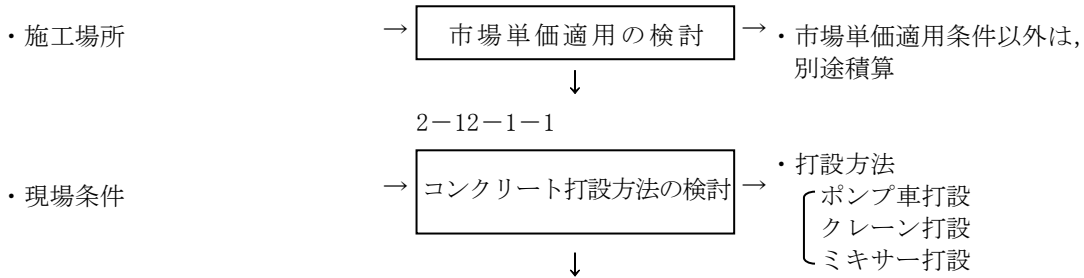 ・施工場所 → 市場単価適用の検討 → ・市場単価適用条件以外は，
別途積算
↓
2－12－1－1
・現場条件 → コンクリート打設方法の検討 → ・打設方法
ポンプ車打設
クレーン打設
ミキサー打設
↓